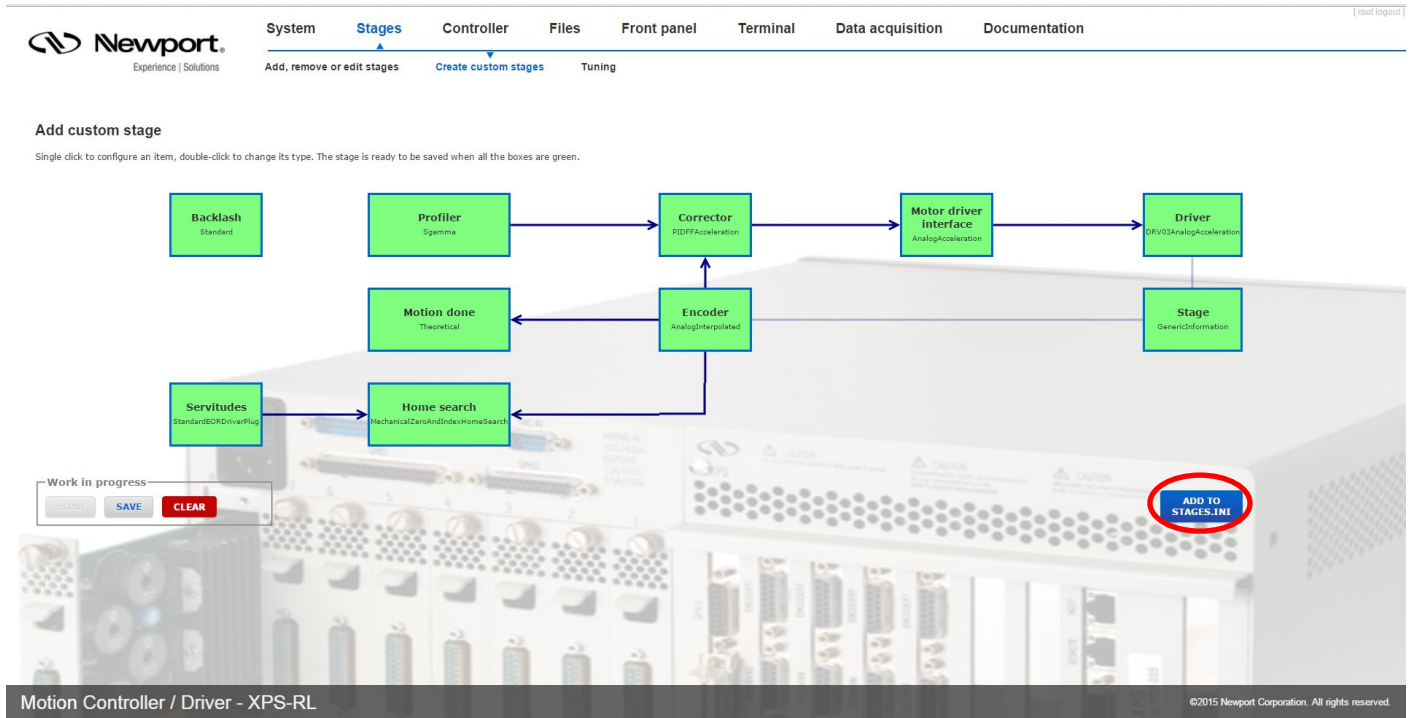 [ root logout ]
Newport®
Experience | Solutions
System Stages Controller Files Front panel Terminal Data acquisition Documentation
Add, remove or edit stages Create custom stages Tuning
Add custom stage
Single click to configure an item, double-click to change its type. The stage is ready to be saved when all the boxes are green.
Backlash
Standard
Profiler
Sgamma
Corrector
PIDFFAcceleration
Motor driver
interface
AnalogAcceleration
Driver
DRV03AnalogAcceleration
Motion done
Theoretical
Encoder
AnalogInterpolated
Stage
GenericInformation
Servitudes
StandardEORDriverPlug
Home search
MechanicalZeroAndIndexHomeSearch
Work in progress
LOAD SAVE CLEAR
ADD TO
STAGES.INI
Motion Controller / Driver - XPS-RL
©2015 Newport Corporation. All rights reserved.